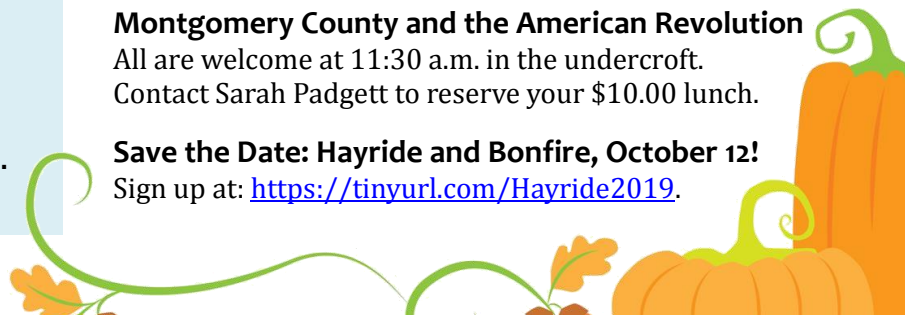 Montgomery County and the American Revolution
All are welcome at 11:30 a.m. in the undercroft.
Contact Sarah Padgett to reserve your $10.00 lunch.
.
Save the Date: Hayride and Bonfire, October 12!
Sign up at: https://tinyurl.com/Hayride2019.